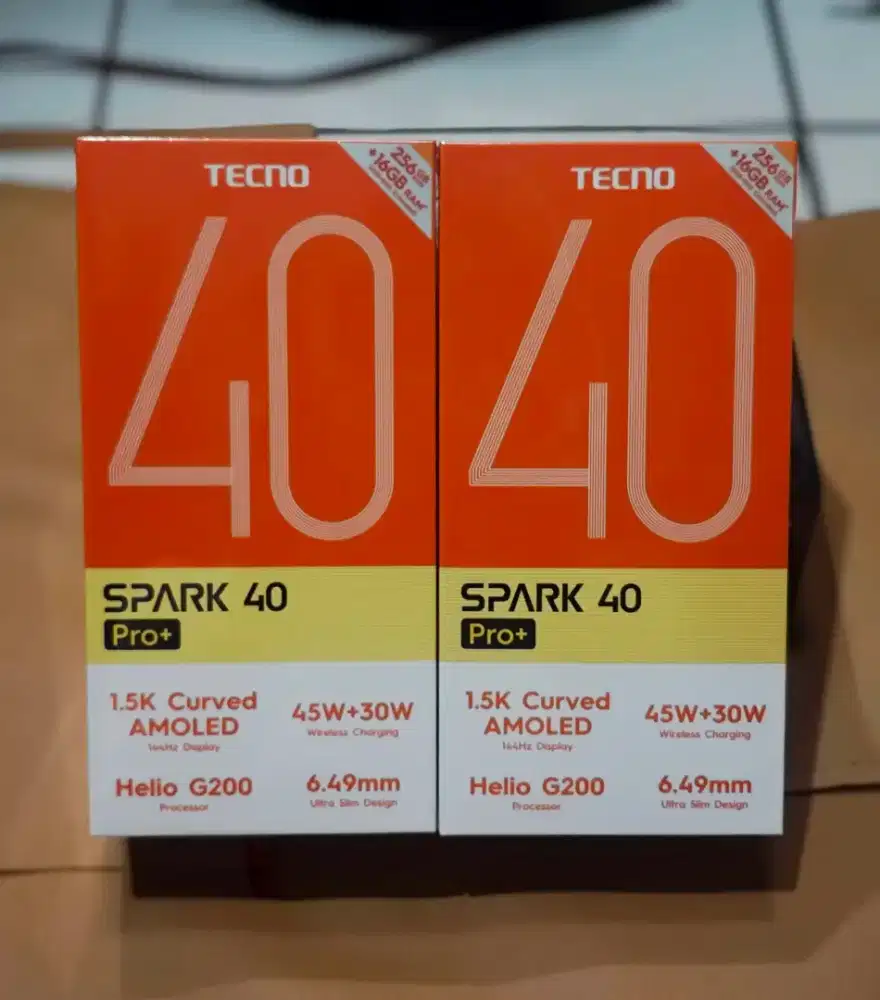 TECNO
256GB
+16GB RAM*
40
SPARK 40
Pro+
1.5K Curved
AMOLED
144Hz Display
45W+30W
Wireless Charging
Helio G200
Processor
6.49mm
Ultra Slim Design
TECNO
256GB
+16GB RAM*
40
SPARK 40
Pro+
1.5K Curved
AMOLED
144Hz Display
45W+30W
Wireless Charging
Helio G200
Processor
6.49mm
Ultra Slim Design